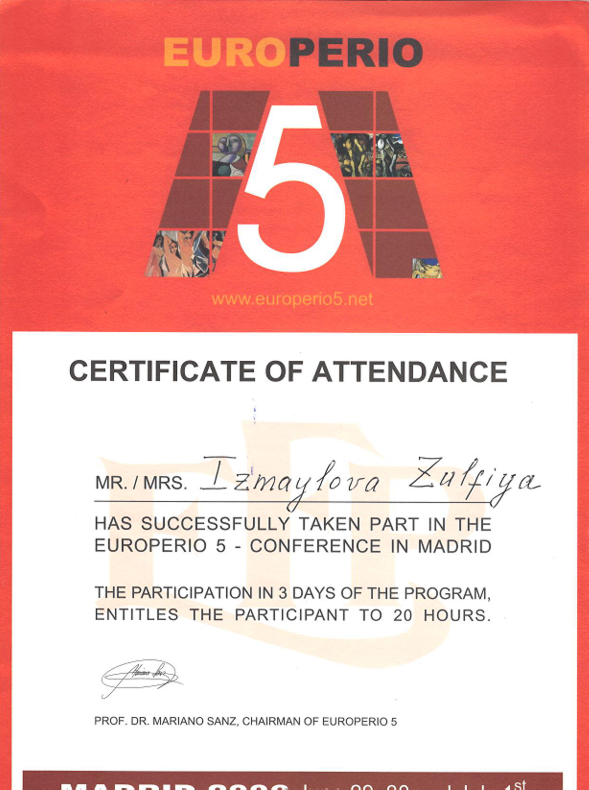 EUROPERIO
5
www.europerio5.net
CERTIFICATE OF ATTENDANCE
MR. / MRS. Izmaylova Zulfiya
HAS SUCCESSFULLY TAKEN PART IN THE
EUROPERIO 5 - CONFERENCE IN MADRID
THE PARTICIPATION IN 3 DAYS OF THE PROGRAM,
ENTITLES THE PARTICIPANT TO 20 HOURS.
PROF. DR. MARIANO SANZ, CHAIRMAN OF EUROPERIO 5
MADRID